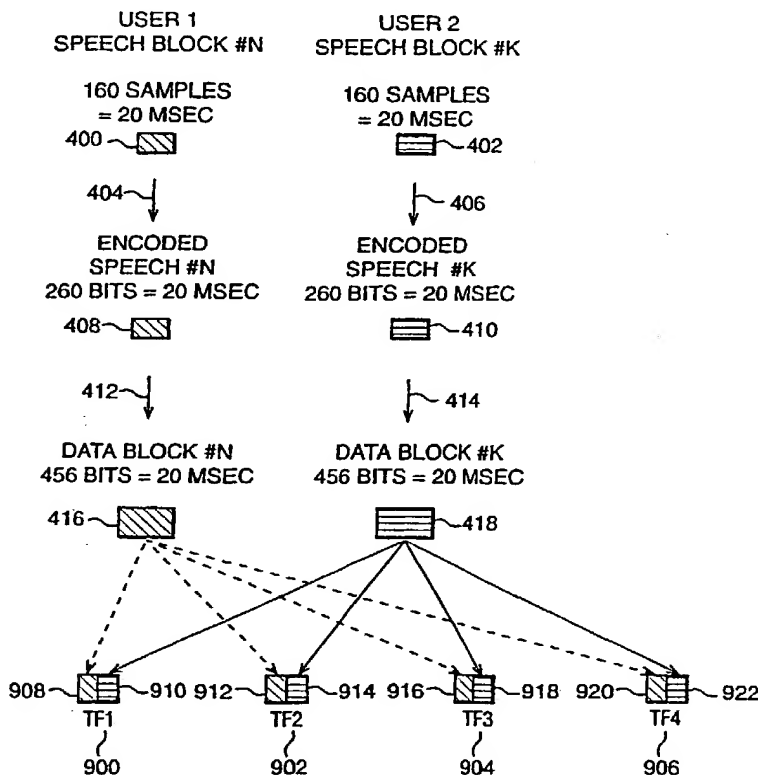 USER 1
SPEECH BLOCK #N
USER 2
SPEECH BLOCK #K
160 SAMPLES
= 20 MSEC
160 SAMPLES
= 20 MSEC
400
402
404
406
ENCODED
SPEECH #N
260 BITS = 20 MSEC
ENCODED
SPEECH #K
260 BITS = 20 MSEC
408
410
412
414
DATA BLOCK #N
456 BITS = 20 MSEC
DATA BLOCK #K
456 BITS = 20 MSEC
416
418
908
910
912
914
916
918
920
922
TF1
TF2
TF3
TF4
900
902
904
906